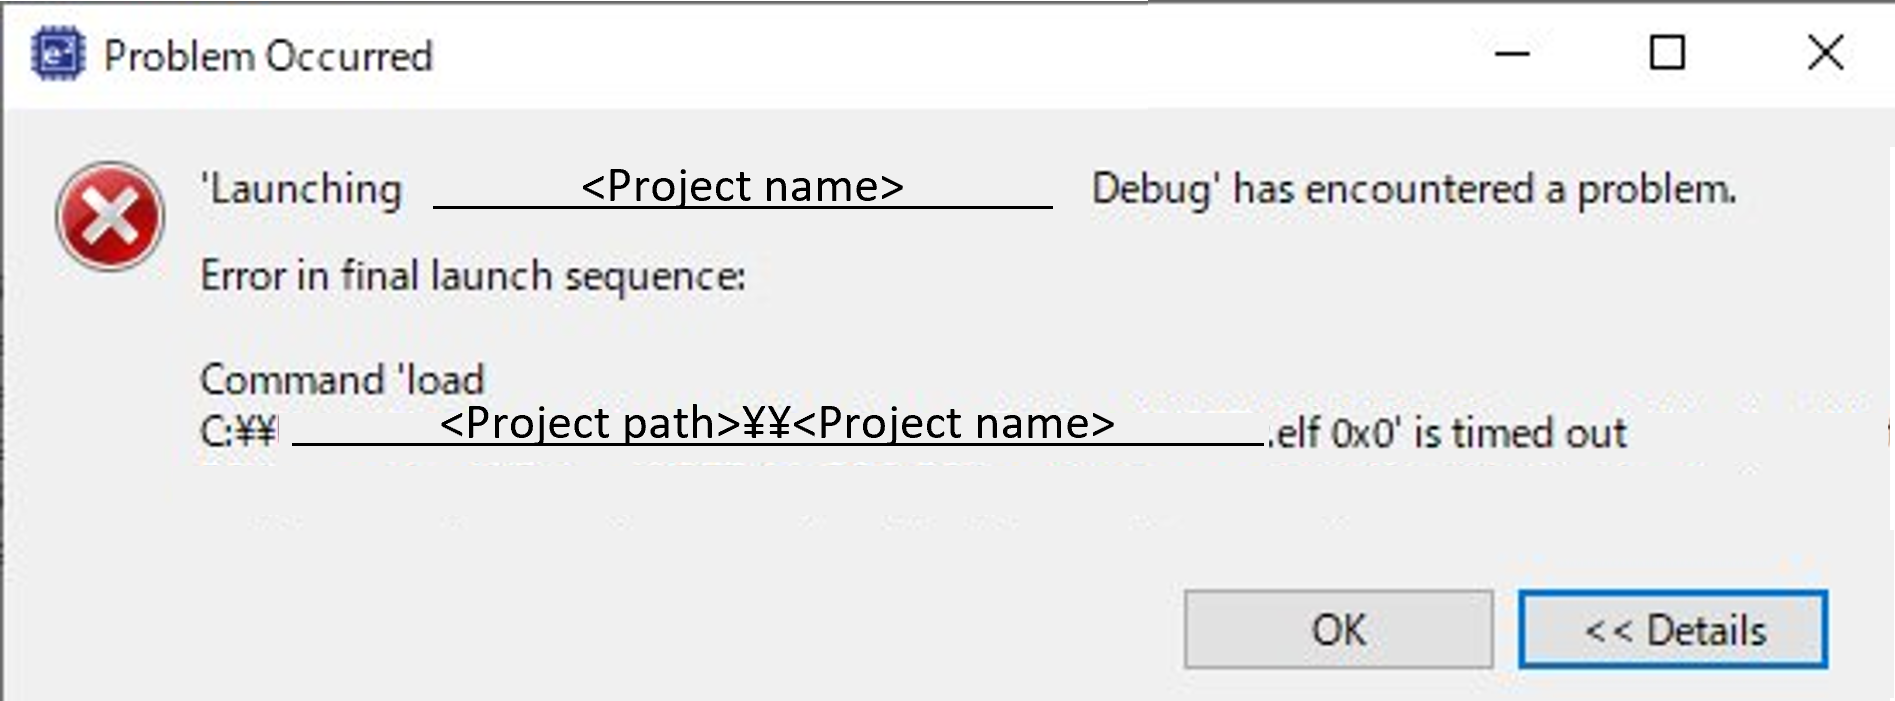 e²
Problem Occurred
'Launching <Project name> Debug' has encountered a problem.
Error in final launch sequence:
Command 'load
C:¥¥ <Project path>¥¥<Project name> .elf 0x0' is timed out
OK
<< Details